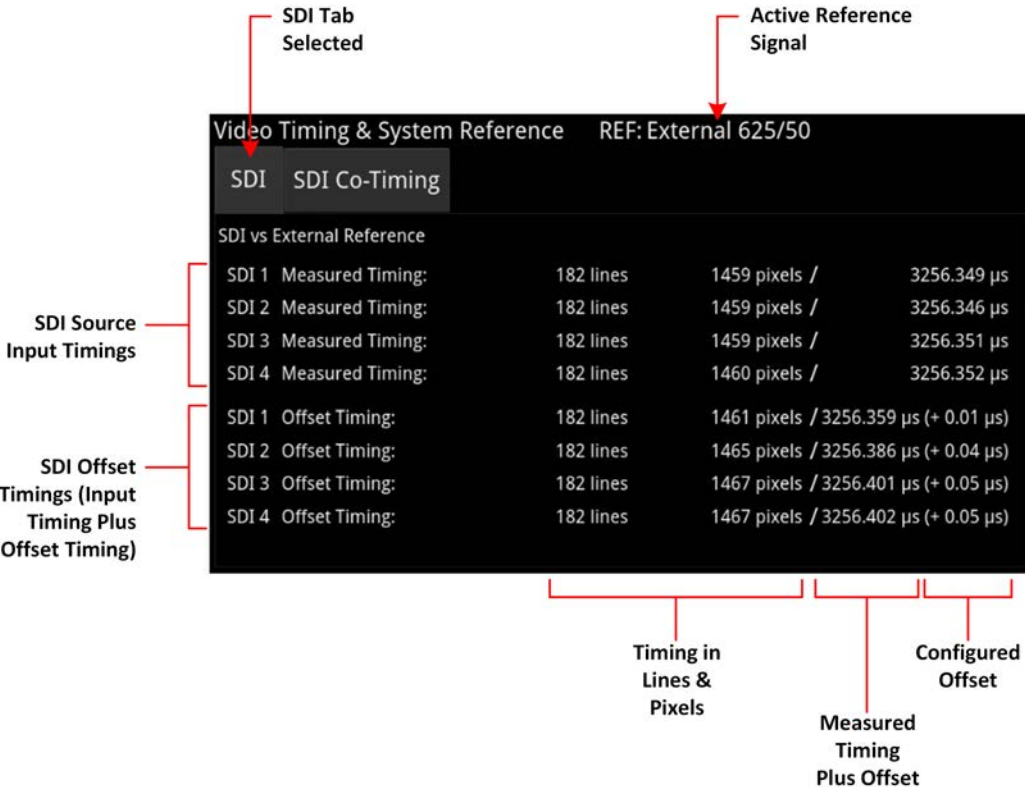 SDI Tab
Selected
Active Reference
Signal
Video Timing & System Reference REF: External 625/50
SDI SDI Co-Timing
SDI vs External Reference
SDI 1 Measured Timing: 182 lines 1459 pixels / 3256.349 µs
SDI 2 Measured Timing: 182 lines 1459 pixels / 3256.346 µs
SDI 3 Measured Timing: 182 lines 1459 pixels / 3256.351 µs
SDI 4 Measured Timing: 182 lines 1460 pixels / 3256.352 µs
SDI 1 Offset Timing: 182 lines 1461 pixels / 3256.359 µs (+ 0.01 µs)
SDI 2 Offset Timing: 182 lines 1465 pixels / 3256.386 µs (+ 0.04 µs)
SDI 3 Offset Timing: 182 lines 1467 pixels / 3256.401 µs (+ 0.05 µs)
SDI 4 Offset Timing: 182 lines 1467 pixels / 3256.402 µs (+ 0.05 µs)
SDI Source
Input Timings
SDI Offset
Timings (Input
Timing Plus
Offset Timing)
Timing in
Lines &
Pixels
Measured
Timing
Plus Offset
Configured
Offset